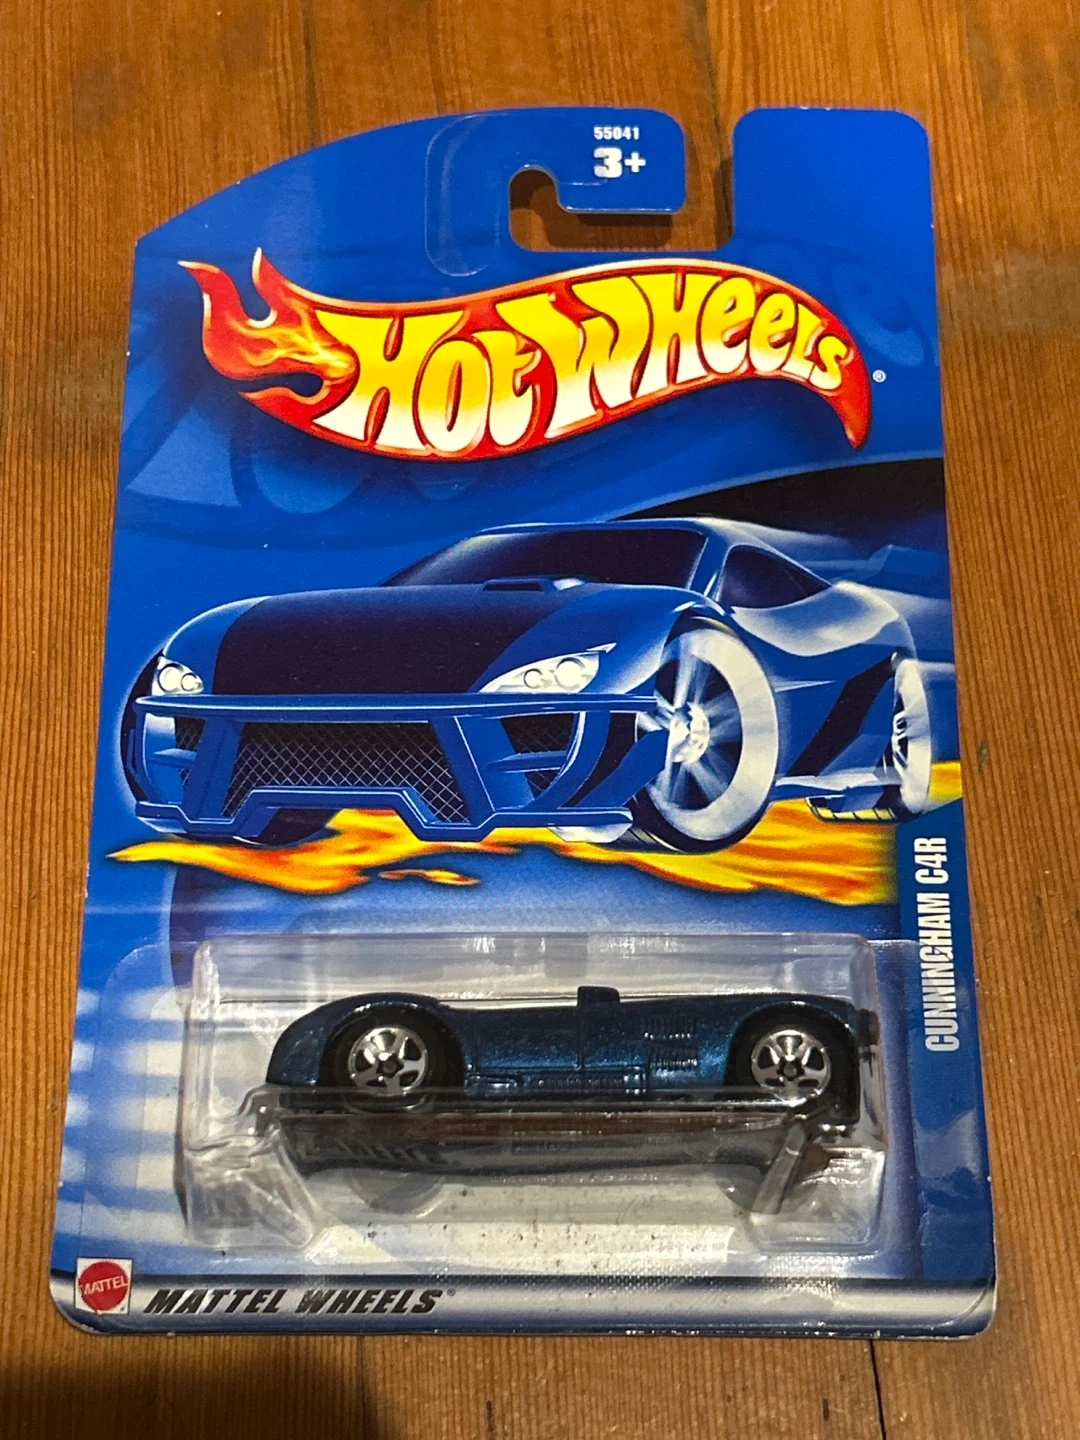 55041
3+
HOT WHEELS®
CUNNINGHAM C4R
MATTEL
MATTEL WHEELS